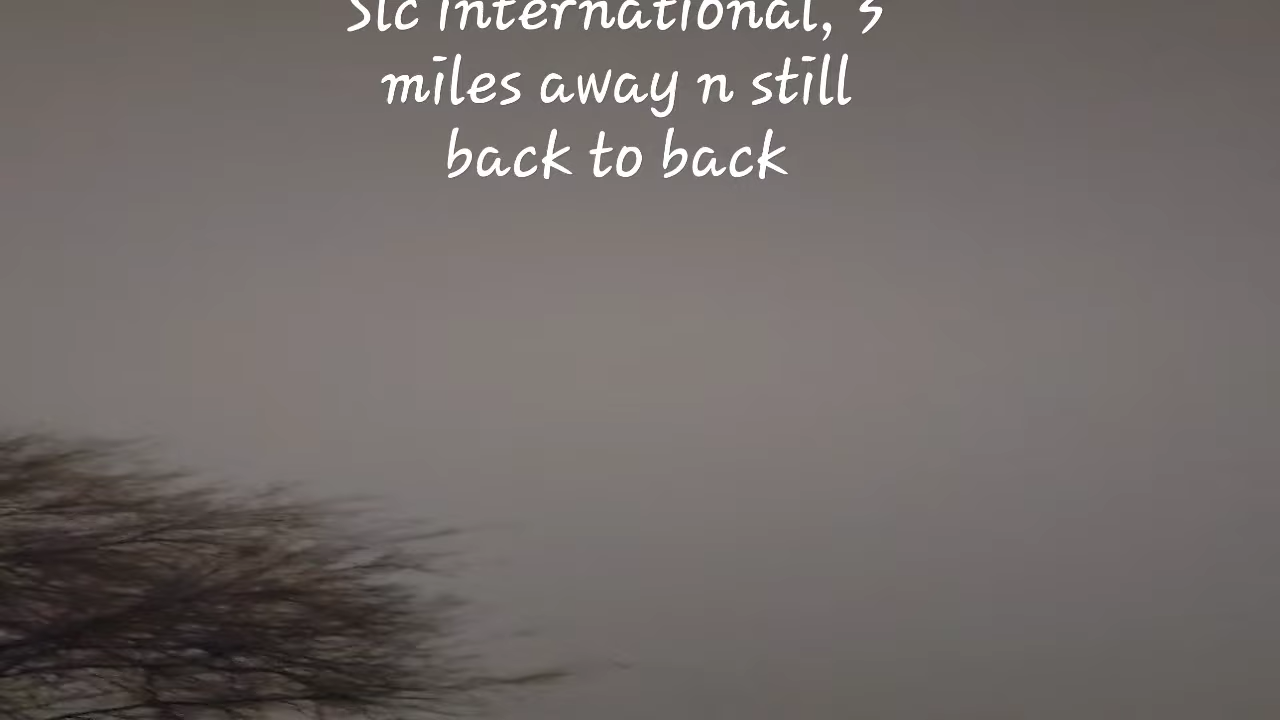 Slc international,
miles away n still
back to back